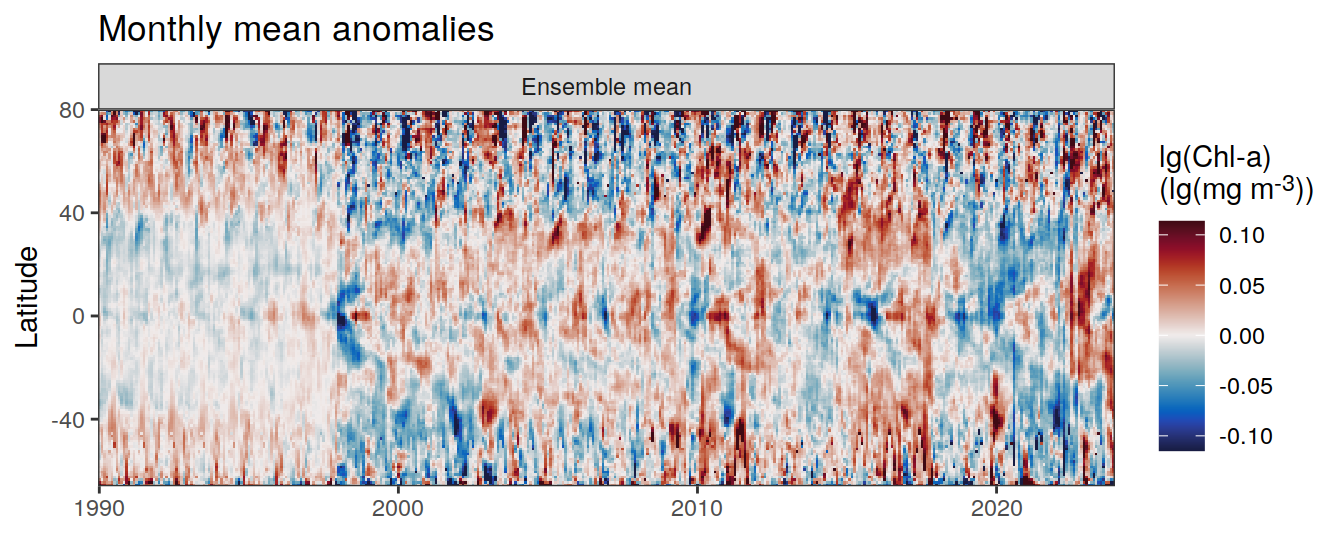 Monthly mean anomalies
Ensemble mean
80
40
0
-40
Latitude
1990
2000
2010
2020
lg(Chl-a)
(lg(mg m⁻³))
0.10
0.05
0.00
-0.05
-0.10